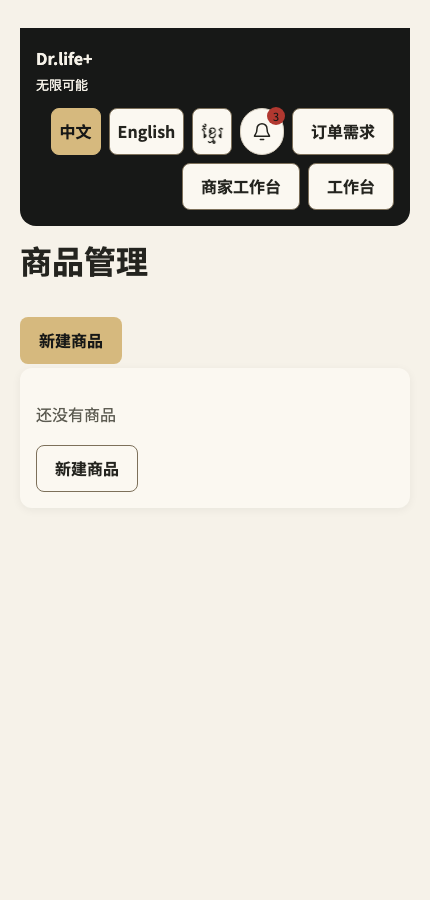 Dr.life+
无限可能
中文 English ខ្មែរ 3 订单需求
商家工作台 工作台
商品管理
新建商品
还没有商品
新建商品